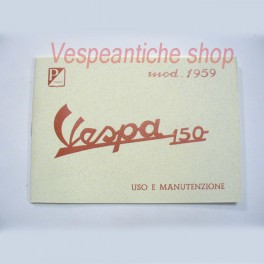 Vespeantiche shop
P
mod. 1959
Vespa 150
USO E MANUTENZIONE